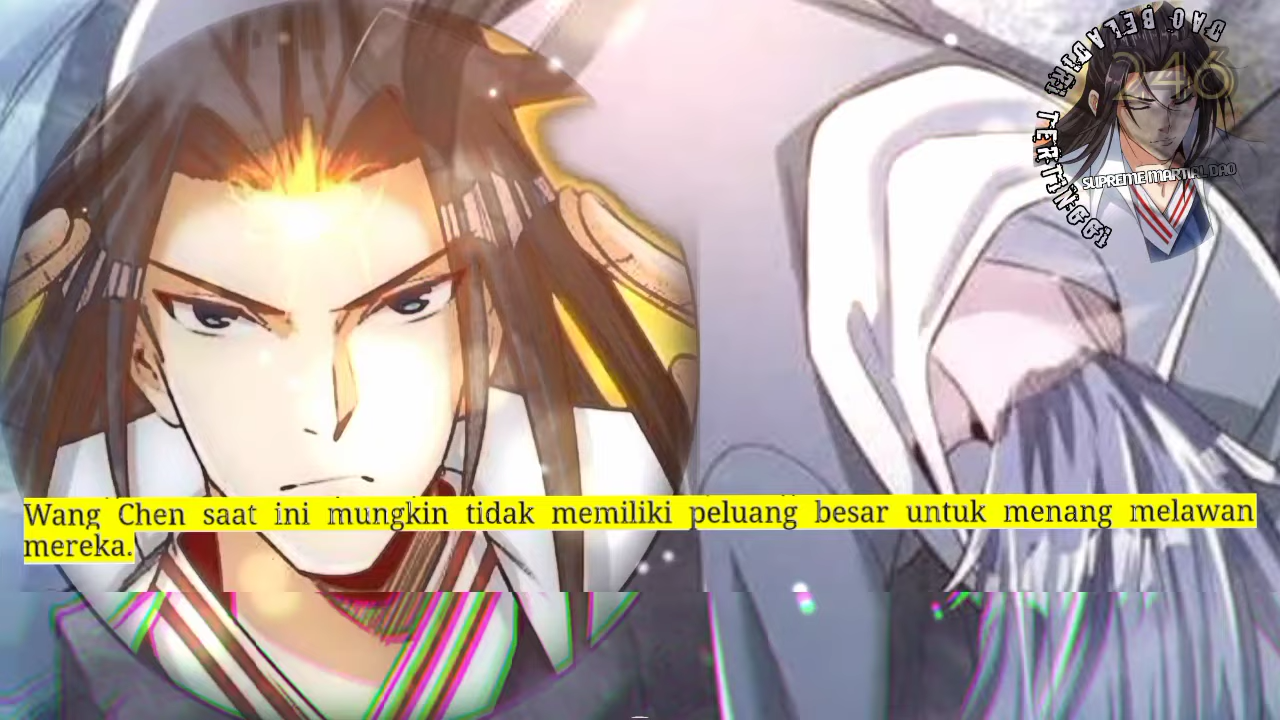 DAO BELADIRI TERTINGGI
246
SUPREME MARTIAL DAO
Wang Chen saat ini mungkin tidak memiliki peluang besar untuk menang melawan
mereka.